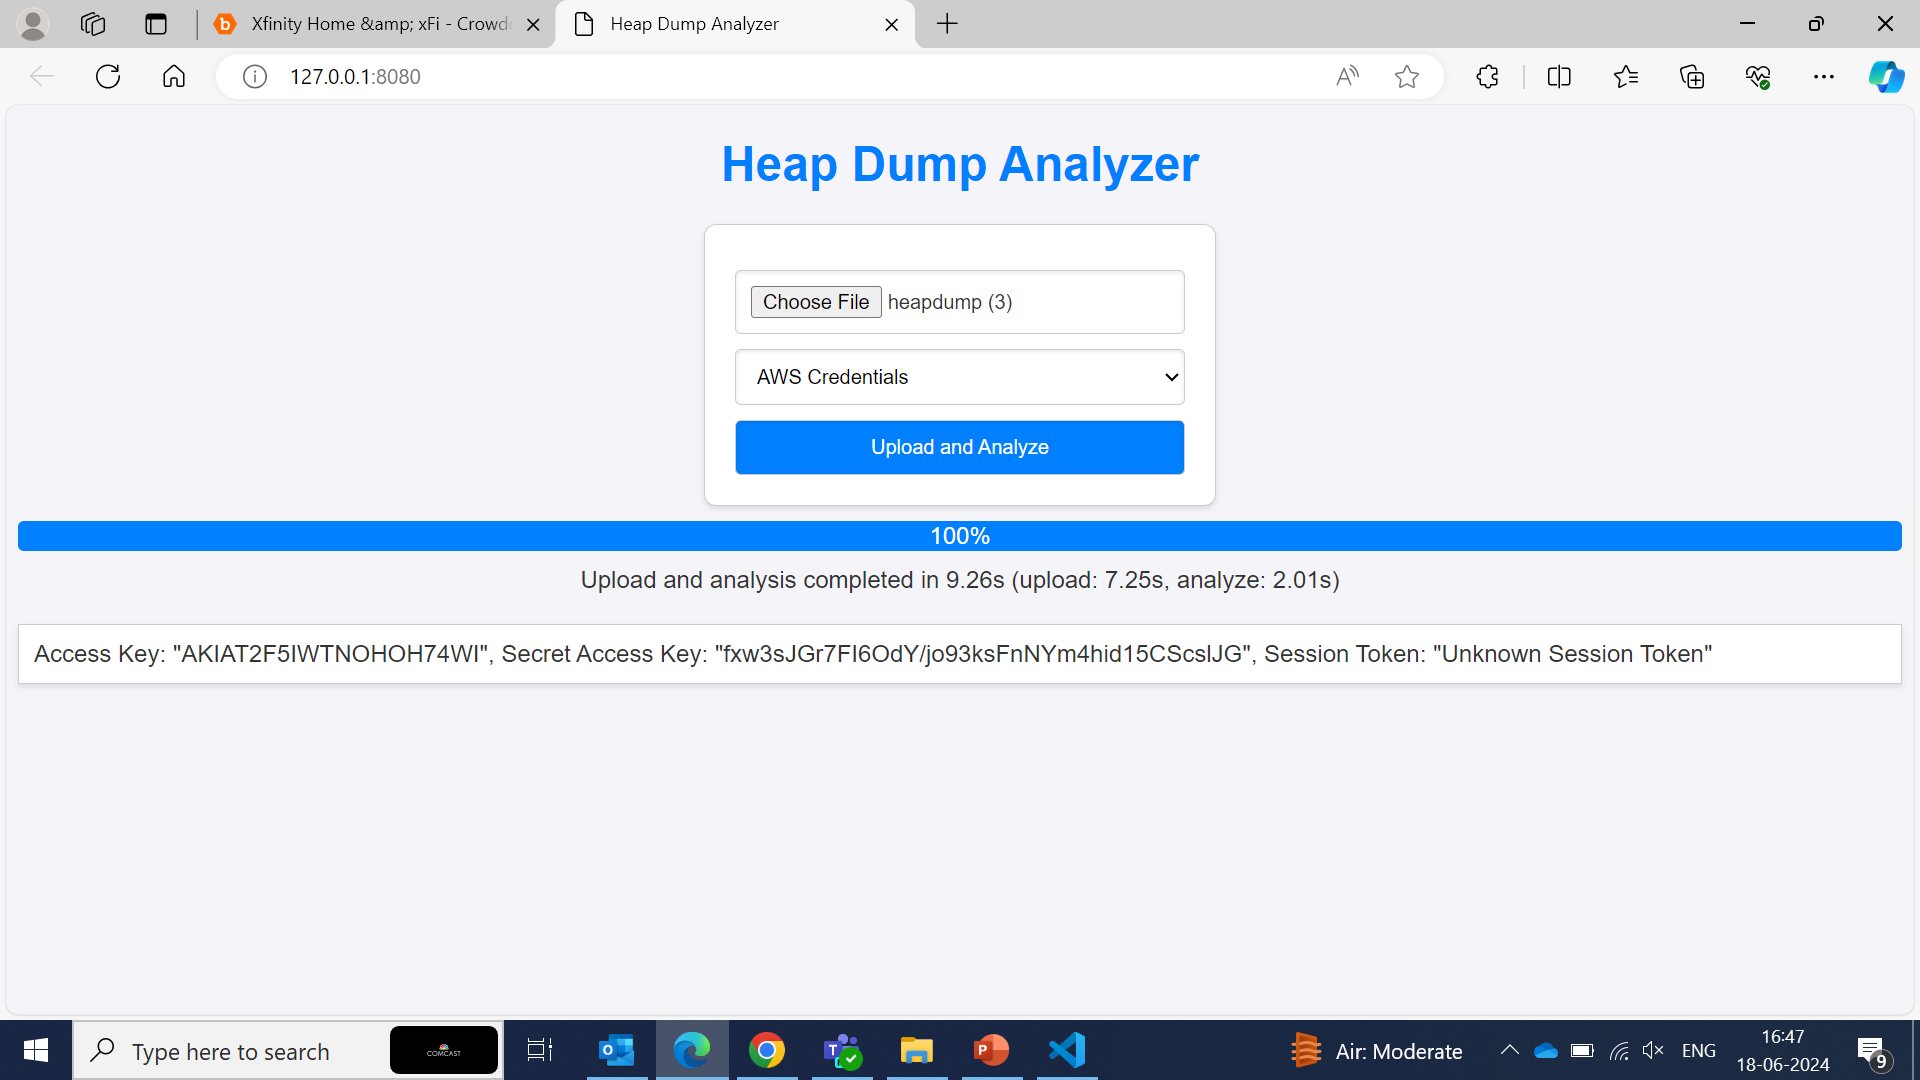 Xfinity Home &amp; xFi - Crowdc
Heap Dump Analyzer
127.0.0.1:8080
Heap Dump Analyzer
Choose File heapdump (3)
AWS Credentials
Upload and Analyze
100%
Upload and analysis completed in 9.26s (upload: 7.25s, analyze: 2.01s)
Access Key: "AKIAT2F5IWTNOHOH74WI", Secret Access Key: Session Token: "Unknown Session Token"
Type here to search
COMCAST
Air: Moderate
ENG
16:47
18-06-2024
9